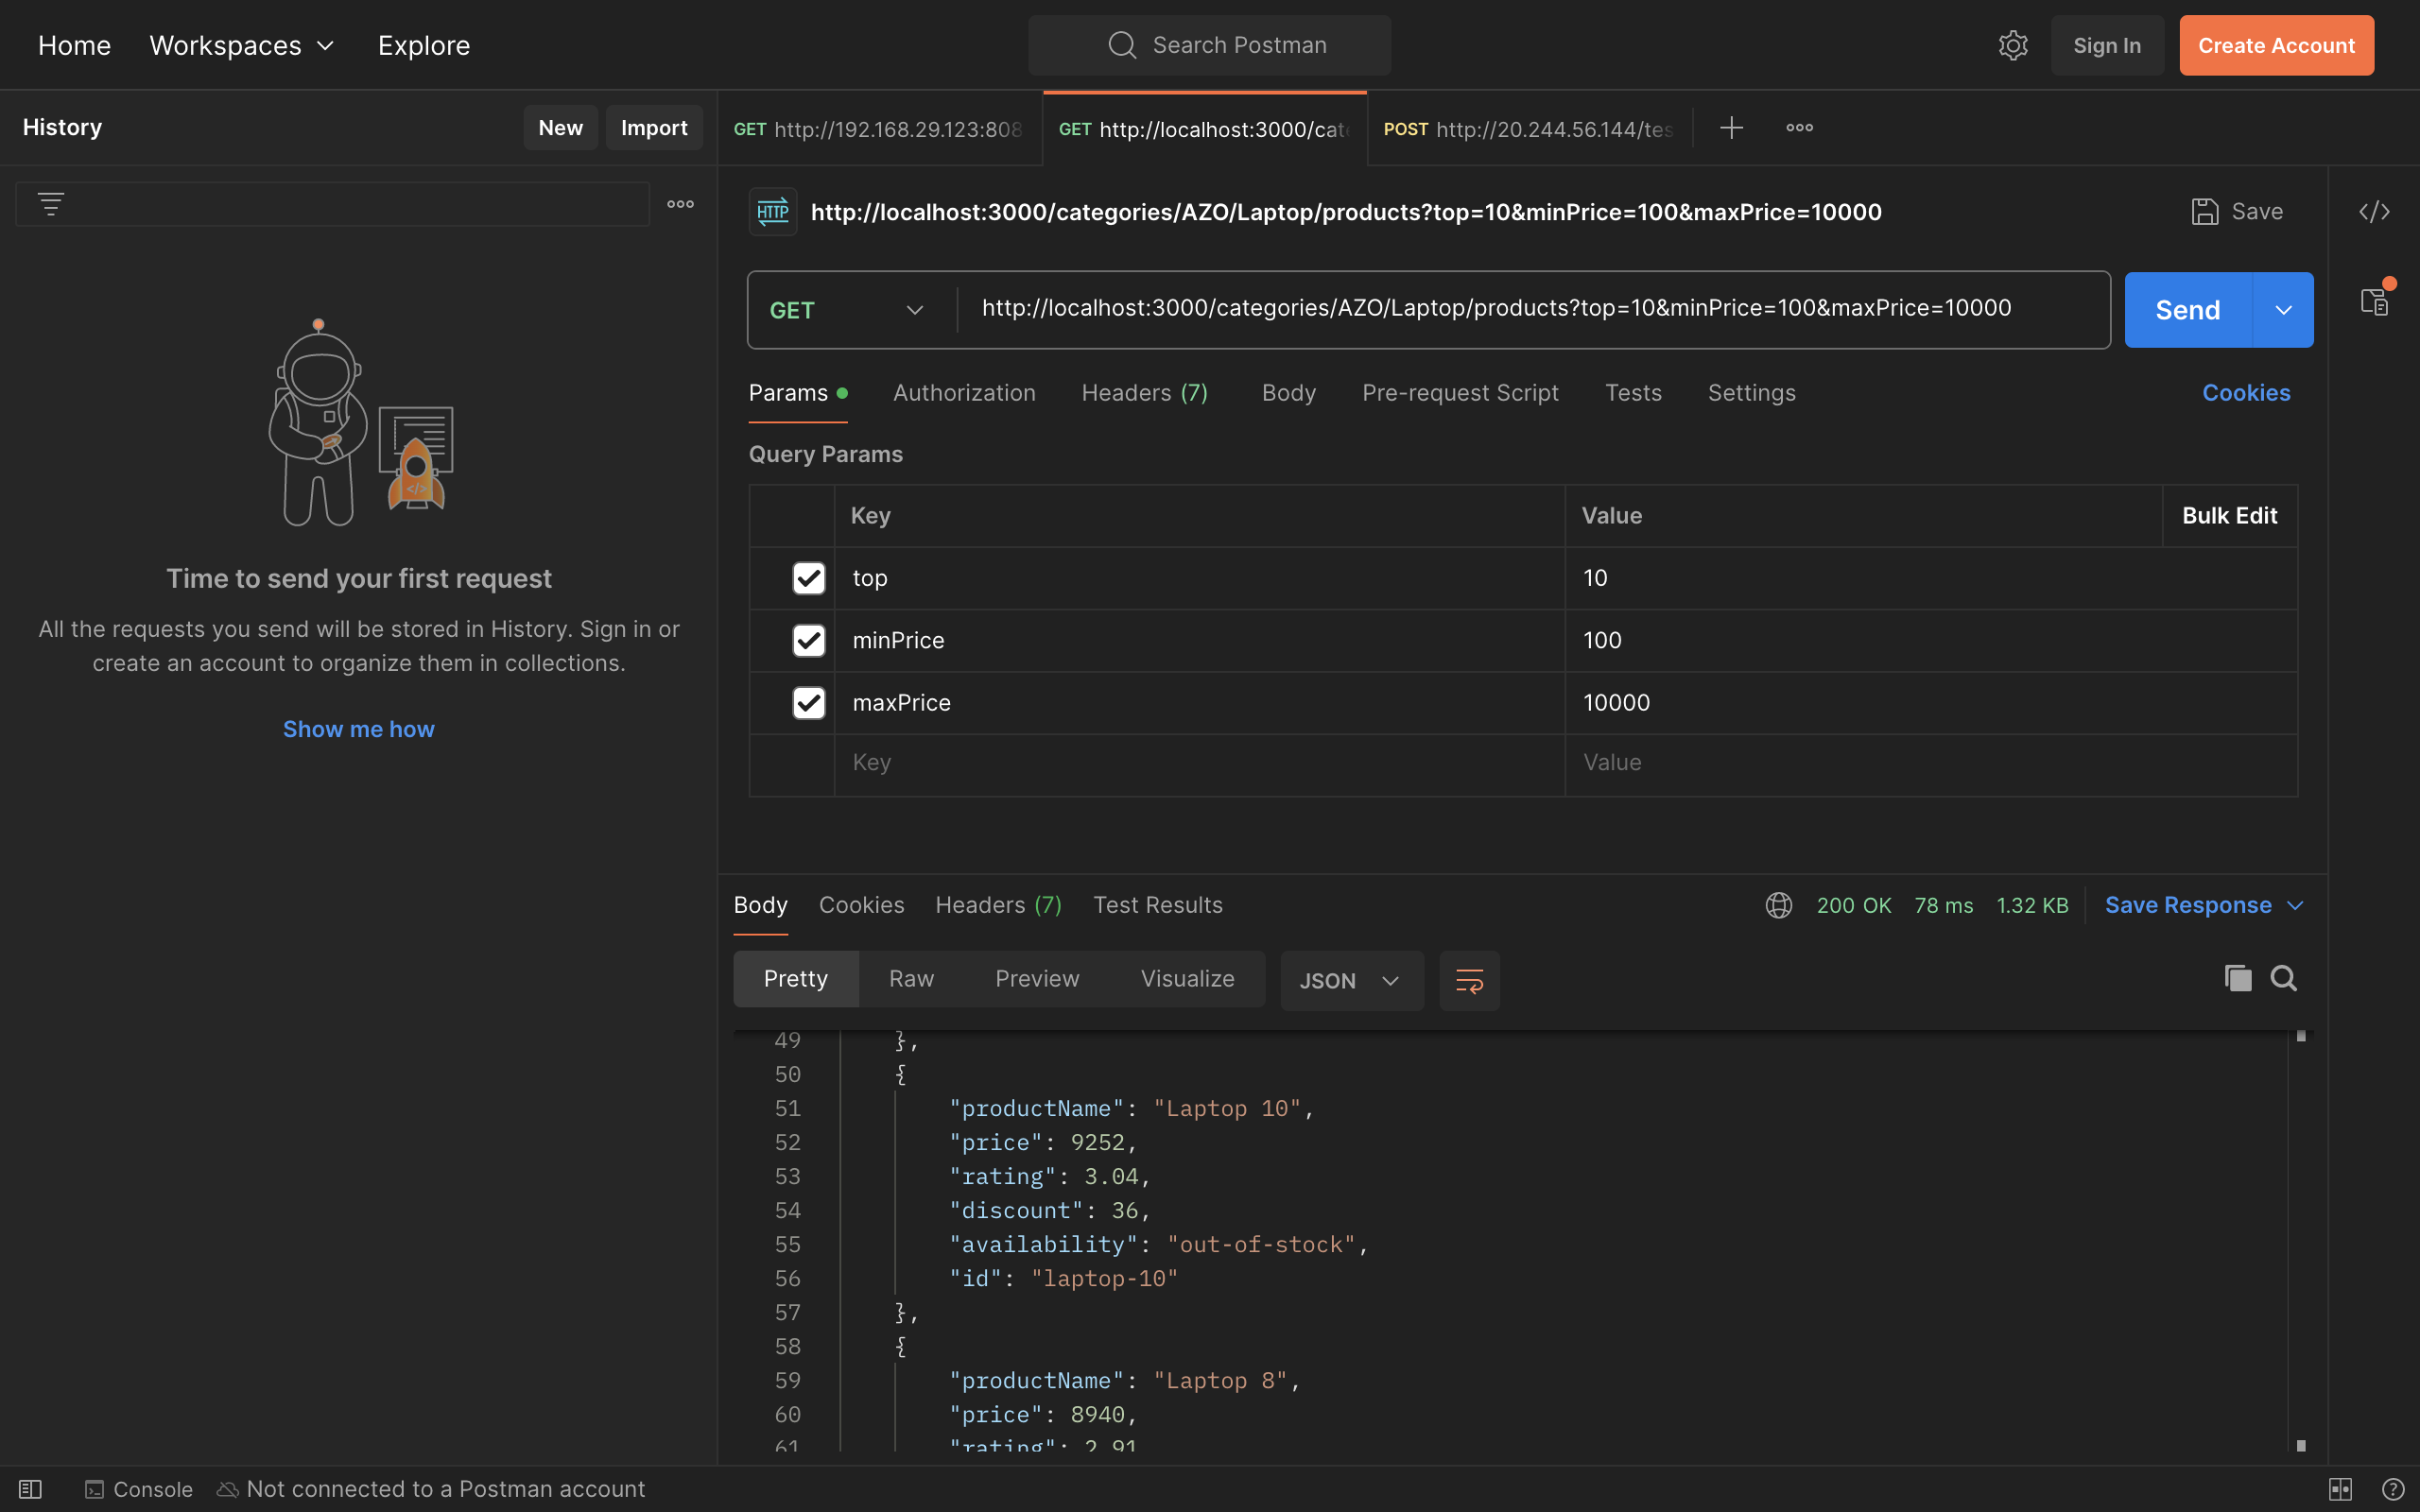 Home Workspaces Explore Search Postman Sign In Create Account
History New Import
GET http://192.168.29.123:808 GET http://localhost:3000/cate POST http://20.244.56.144/tes
HTTP http://localhost:3000/categories/AZO/Laptop/products?top=10&minPrice=100&maxPrice=10000 Save </>
GET http://localhost:3000/categories/AZO/Laptop/products?top=10&minPrice=100&maxPrice=10000 Send
Params Authorization Headers (7) Body Pre-request Script Tests Settings Cookies
Query Params
Key Value Bulk Edit
top 10
minPrice 100
maxPrice 10000
Key Value
</>
Time to send your first request
All the requests you send will be stored in History. Sign in or
create an account to organize them in collections.
Show me how
Body Cookies Headers (7) Test Results 200 OK 78 ms 1.32 KB Save Response
Pretty Raw Preview Visualize JSON
49 },
50 {
51 "productName": "Laptop 10",
52 "price": 9252,
53 "rating": 3.04,
54 "discount": 36,
55 "availability": "out-of-stock",
56 "id": "laptop-10"
57 },
58 {
59 "productName": "Laptop 8",
60 "price": 8940,
61 "rating": 2.91
Console Not connected to a Postman account